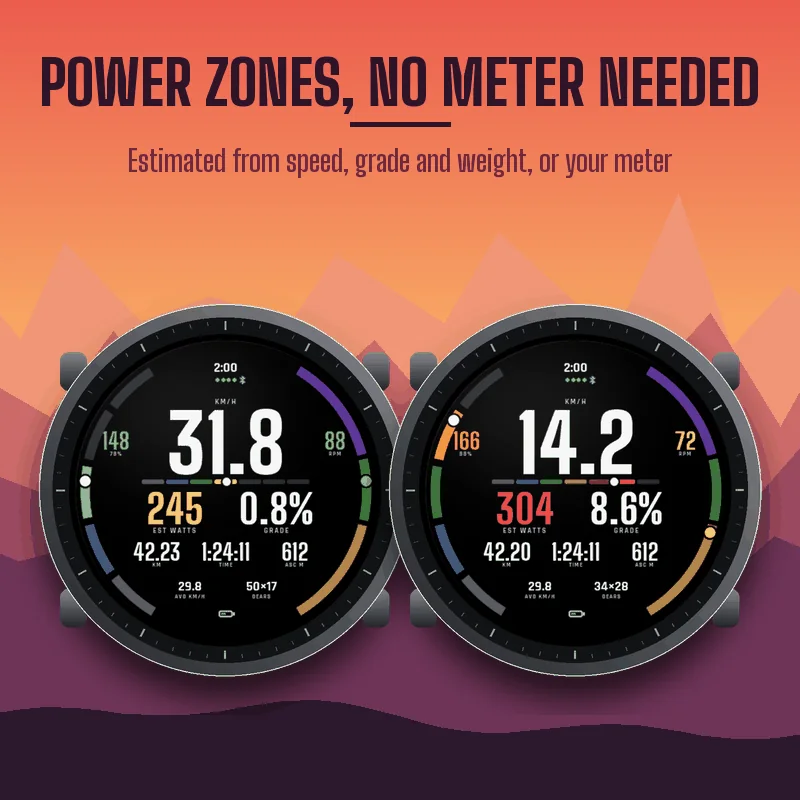 POWER ZONES, NO METER NEEDED
Estimated from speed, grade and weight, or your meter
2:00
KM/H
31.8
148
78%
88
RPM
245
0.8%
EST WATTS
GRADE
42.23
1:24:11
612
KM
TIME
ASC M
29.8
50×17
AVG KM/H
GEARS
2:00
KM/H
14.2
166
88%
72
RPM
304
8.6%
EST WATTS
GRADE
42.20
1:24:11
612
KM
TIME
ASC M
29.8
34×28
AVG KM/H
GEARS